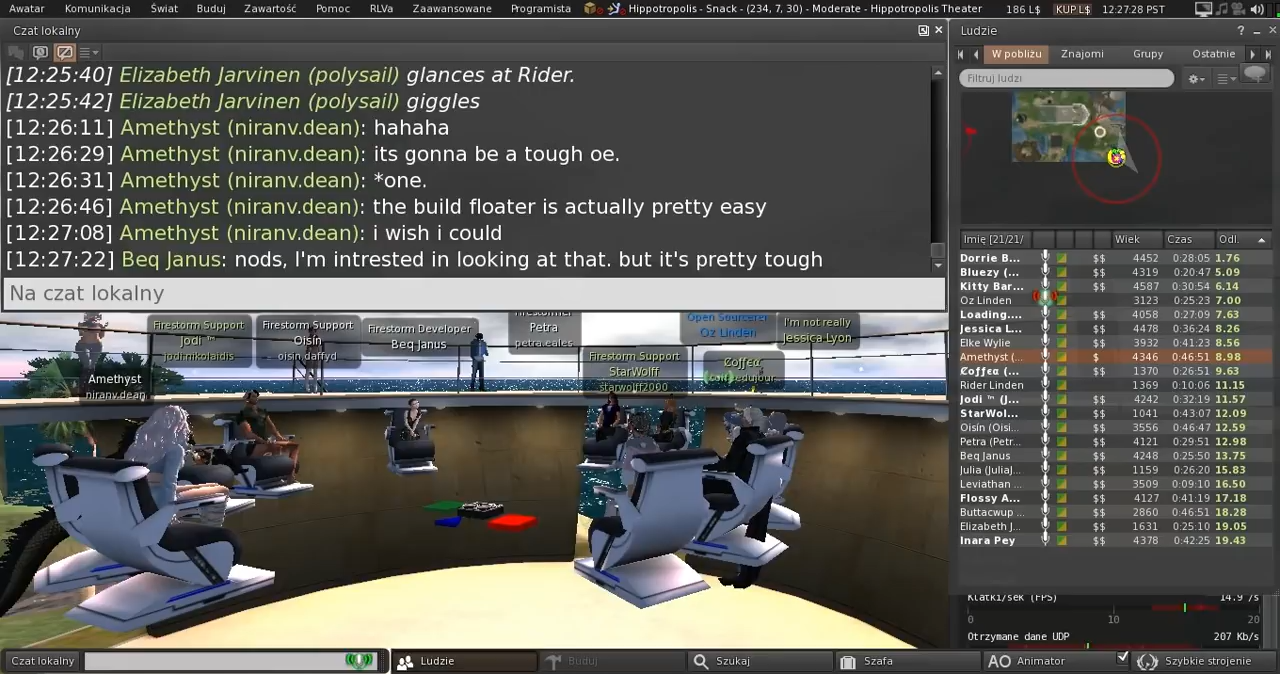 Awatar Komunikacja Świat Buduj Zawartość Pomoc RLVa Zaawansowane Programista Hippotropolis - Snack - (234, 7, 30) - Moderate - Hippotropolis Theater 186 L$ KUP L$ 12:27:28 PST
Czat lokalny
[12:25:40] Elizabeth Jarvinen (polysail) glances at Rider.
[12:25:42] Elizabeth Jarvinen (polysail) giggles
[12:26:11] Amethyst (niranv.dean): hahaha
[12:26:29] Amethyst (niranv.dean): its gonna be a tough oe.
[12:26:31] Amethyst (niranv.dean): *one.
[12:26:46] Amethyst (niranv.dean): the build floater is actually pretty easy
[12:27:08] Amethyst (niranv.dean): i wish i could
[12:27:22] Beq Janus: nods, I'm intrested in looking at that. but it's pretty tough
Na czat lokalny
Ludzie
W pobliżu Znajomi Grupy Ostatnie
Filtruj ludzi
Imię [21/21/ Wiek Czas Odl.
Dorrie B... $$ 4452 0:28:05 1.76
Bluezy (... 4319 0:20:47 5.09
Kitty Bar... $$ 4587 0:30:54 6.14
Oz Linden 3123 0:25:23 7.00
Loading.... $$ 4058 0:27:09 7.63
Jessica L... $$ 4478 0:36:24 8.26
Elke Wylie $$ 3932 0:41:23 8.56
Amethyst (... $ 4346 0:46:51 8.98
Coffee (... $$ 1370 0:26:51 9.63
Rider Linden 1369 0:10:06 11.15
Jodi ™ (J... $$ 4242 0:32:19 11.57
StarWol... $$ 1041 0:43:07 12.09
Oisín (Oisi... $$ 3556 0:46:47 12.59
Petra (Petr... $$ 4121 0:29:51 12.98
Beq Janus $$ 4248 0:25:50 13.75
Julia (JuliaJ... $$ 1159 0:26:20 15.83
Leviathan ... $$ 3509 0:09:10 16.50
Flossy A... $$ 4127 0:41:19 17.18
Buttacwup ... $$ 2860 0:46:51 18.28
Elizabeth J... $$ 1631 0:25:10 19.05
Inara Pey $$ 4378 0:42:25 19.43
Klatki/sek (FPS) 14.9 /s
0 10 20
Otrzymane dane UDP 207 Kb/s
Firestorm Support
Jodi ™
jodinikolaidis
Firestorm Support
Oisín
oisin.daffyd
Firestorm Developer
Beq Janus
Petra
petra.eales
Open Sourcerer
Oz Linden
I'm not really
Jessica Lyon
Firestorm Support
StarWolff
starwolff2000
Coffee
Amethyst
niranv.dean
Czat lokalny Ludzie Buduj Szukaj Szafa AO Animator Szybkie strojenie